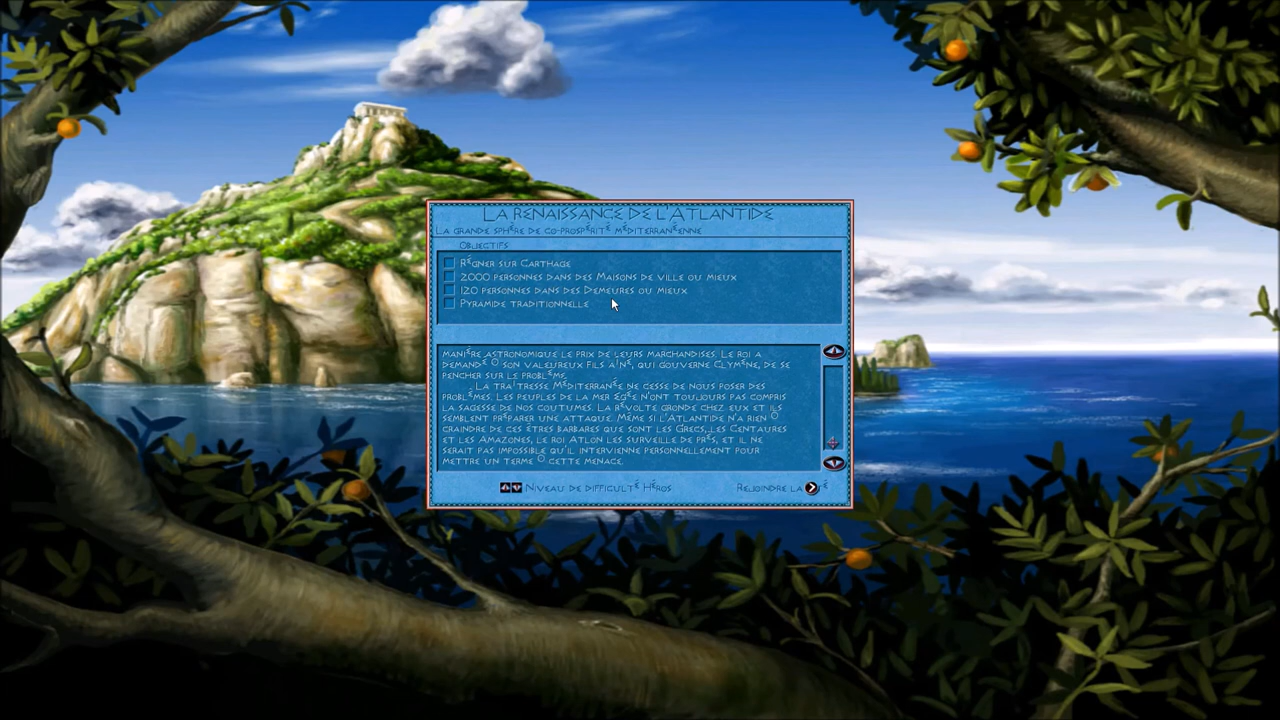 La renaissance de l'Atlantide
La grande sphère de co-prospérité méditerranéenne
Objectifs
Régner sur Carthage
2000 personnes dans des Maisons de ville ou mieux
120 personnes dans des Demeures ou mieux
Pyramide traditionnelle
manière astronomique le prix de leurs marchandises. Le roi a
demandé à son valeureux fils aîné, qui gouverne Clymène, de se
pencher sur le problème.
La traîtresse Méditerranée ne cesse de nous poser des
problèmes. Les peuples de la mer Égée n'ont toujours pas compris
la sagesse de nos coutumes. La révolte gronde chez eux et ils
semblent préparer une attaque. Même si l'Atlantide n'a rien à
craindre de ces êtres barbares que sont les Grecs, les Centaures
et les Amazones, le roi Atlon les surveille de près, et il ne
serait pas impossible qu'il intervienne personnellement pour
mettre un terme à cette menace.
Niveau de difficulté Héros
Rejoindre la